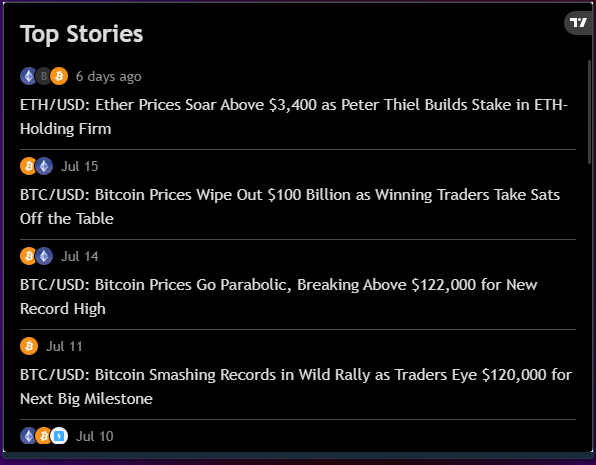 Top Stories
6 days ago
ETH/USD: Ether Prices Soar Above $3,400 as Peter Thiel Builds Stake in ETH-
Holding Firm
Jul 15
BTC/USD: Bitcoin Prices Wipe Out $100 Billion as Winning Traders Take Sats
Off the Table
Jul 14
BTC/USD: Bitcoin Prices Go Parabolic, Breaking Above $122,000 for New
Record High
Jul 11
BTC/USD: Bitcoin Smashing Records in Wild Rally as Traders Eye $120,000 for
Next Big Milestone
Jul 10